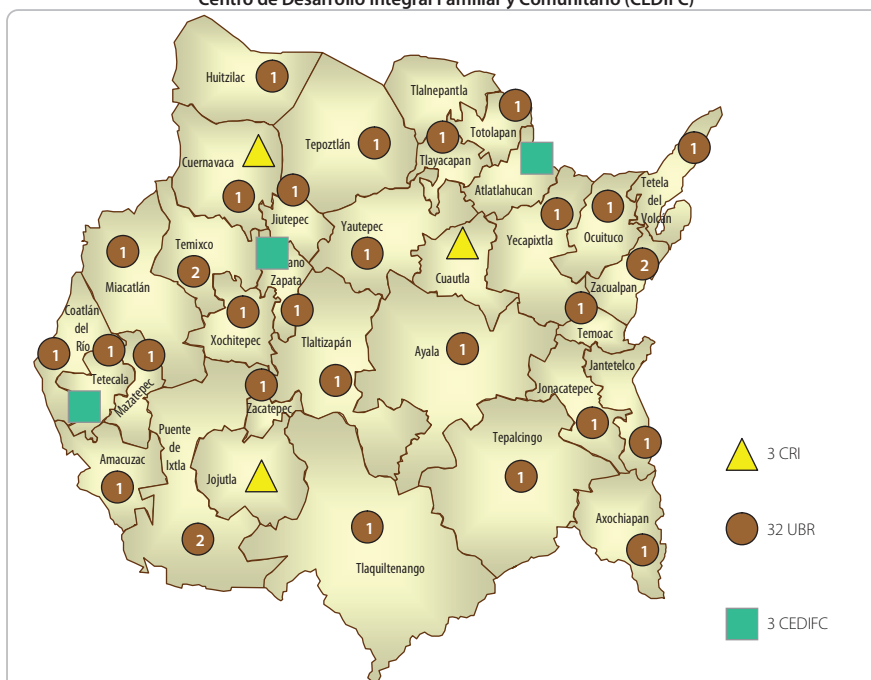 Centro de Desarrollo Integral Familiar y Comunitario (CEDIFC)
Huitzilac
1
Tlalnepantla
1
Totolapan
Tepoztlán
1
1
Tlayacapan
Cuernavaca
1
Atlatlahucan
1
Tetela
del
Volcán
1
Jiutepec
1
Yecapixtla
1
Ocuituco
Yautepec
1
Temixco
2
Cuautla
2
Zacualpan
1
Miacatlán
ano
Zapata
1
1
Temoac
Coatlán
del
Río
1
Xochitepec
Tlaltizapán
1
Ayala
1
1
1
1
Tetecala
Mazatepec
1
Zacatepec
Jantetelco
Jonacatepec
1
1
Puente
de
Ixtla
2
Amacuzac
1
Jojutla
Tepalcingo
1
Axochiapan
1
1
Tlaquiltenango
3 CRI
32 UBR
3 CEDIFC